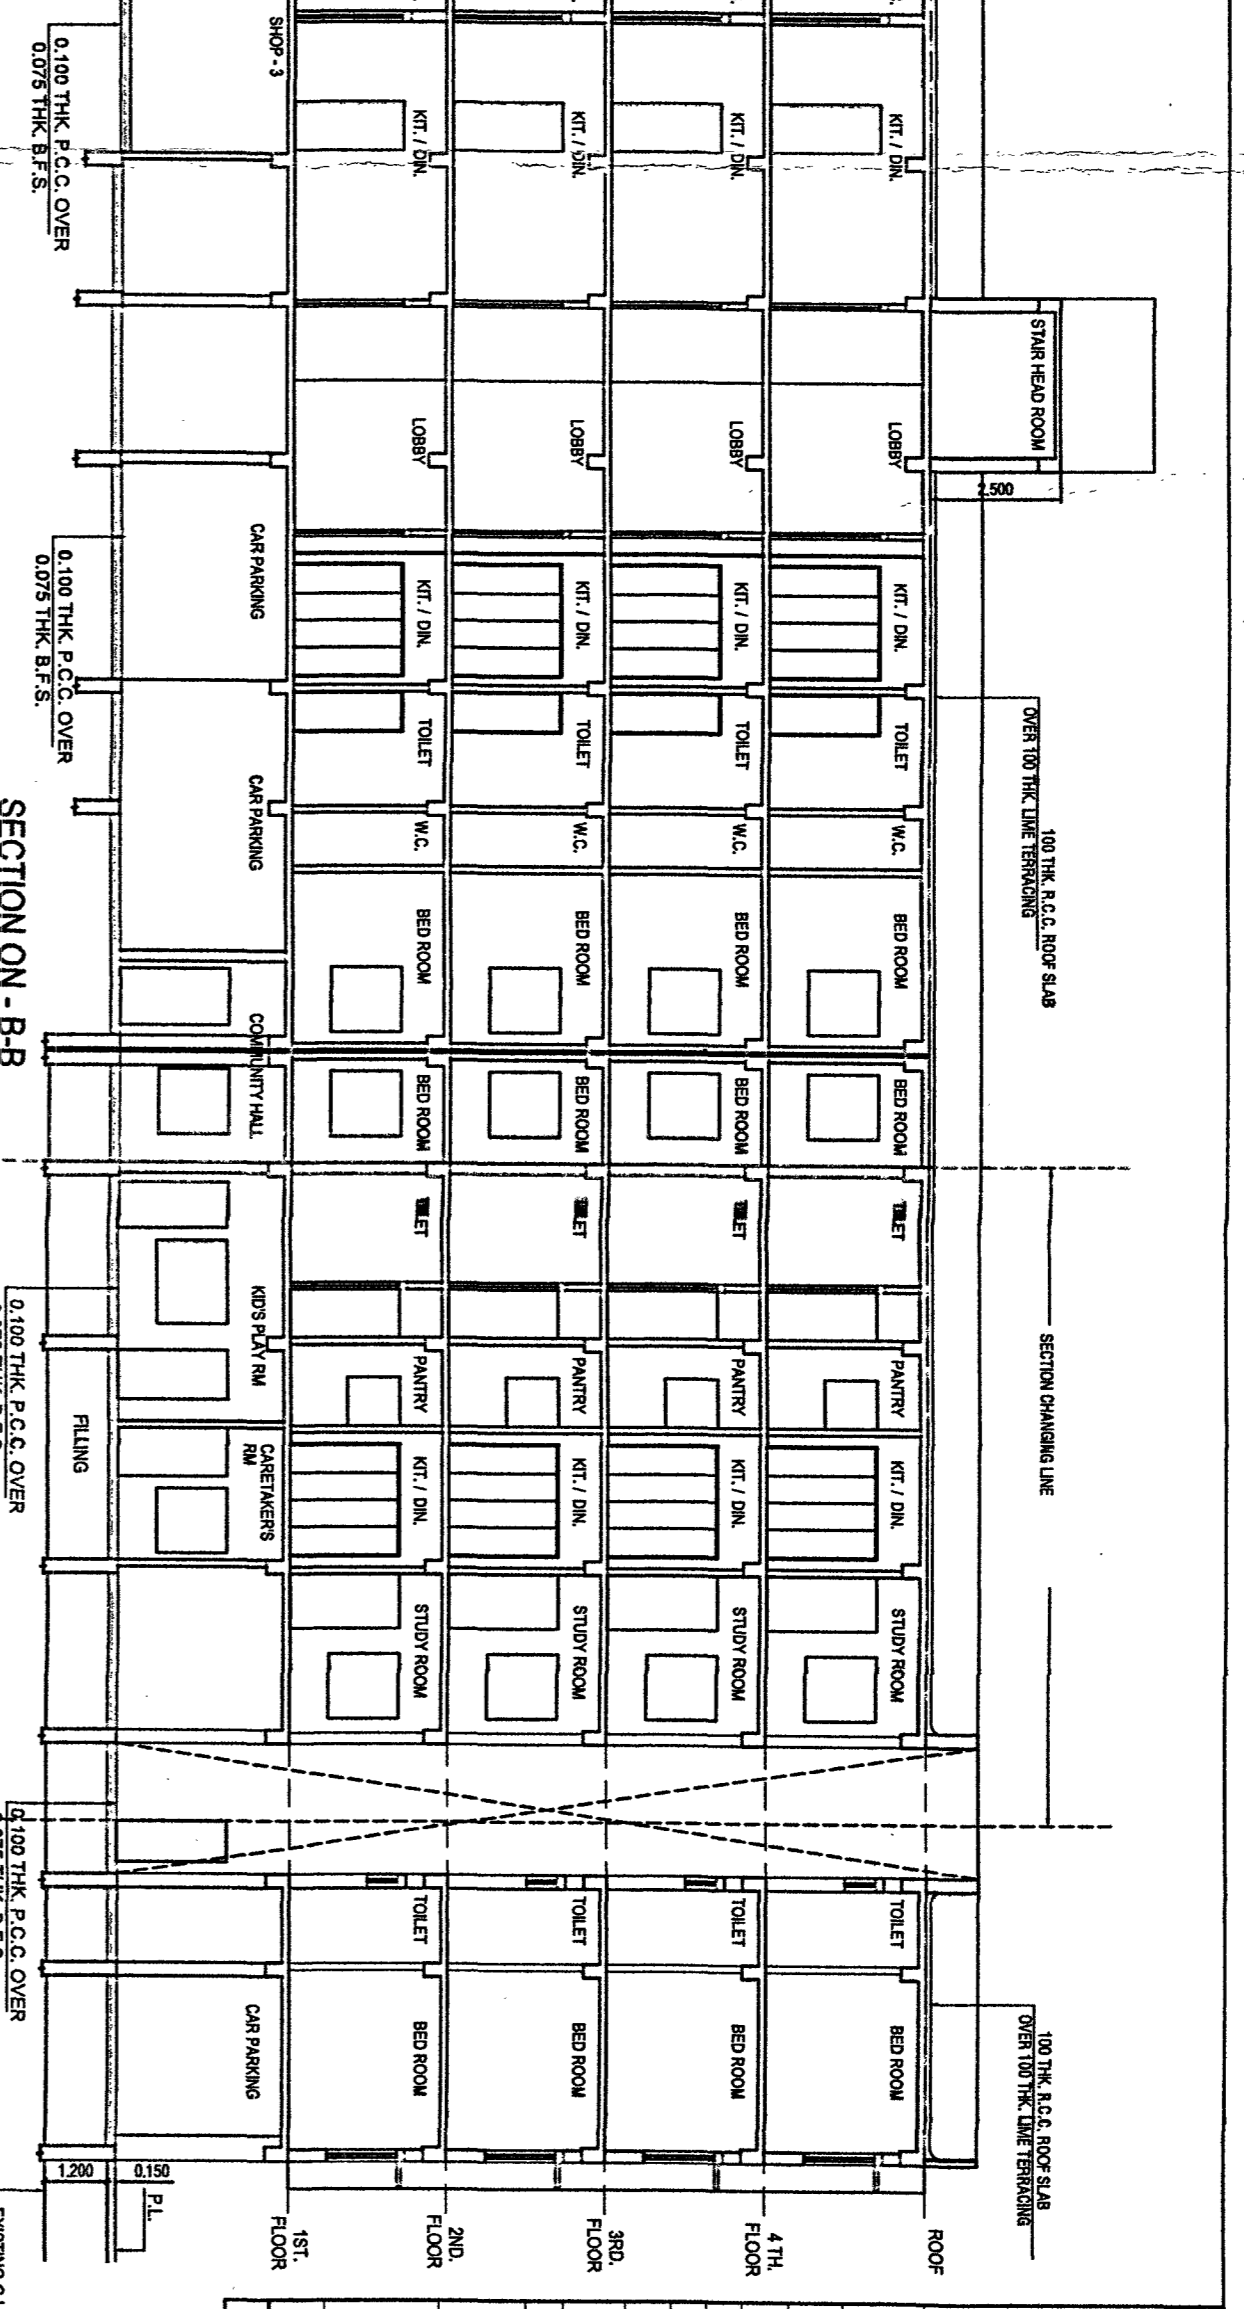 STAIR HEAD ROOM
2.500
100 THK. R.C.C. ROOF SLAB
OVER 100 THK. LIME TERRACING
SECTION CHANGING LINE
100 THK. R.C.C. ROOF SLAB
OVER 100 THK. LIME TERRACING
ROOF
KIT. / DIN.
LOBBY
KIT. / DIN.
TOILET
W.C.
BED ROOM
BED ROOM
TOILET
PANTRY
KIT. / DIN.
STUDY ROOM
TOILET
BED ROOM
4 TH.
FLOOR
KIT. / DIN.
LOBBY
KIT. / DIN.
TOILET
W.C.
BED ROOM
BED ROOM
TOILET
PANTRY
KIT. / DIN.
STUDY ROOM
TOILET
BED ROOM
3RD.
FLOOR
KIT. / DIN.
LOBBY
KIT. / DIN.
TOILET
W.C.
BED ROOM
BED ROOM
TOILET
PANTRY
KIT. / DIN.
STUDY ROOM
TOILET
BED ROOM
2ND.
FLOOR
KIT. / DIN.
LOBBY
KIT. / DIN.
TOILET
W.C.
BED ROOM
BED ROOM
TOILET
PANTRY
KIT. / DIN.
STUDY ROOM
TOILET
BED ROOM
1ST.
FLOOR
SHOP - 3
CAR PARKING
CAR PARKING
COMMUNITY HALL
KID'S PLAY RM
CARETAKER'S
RM
CAR PARKING
0.150
P.L.
1.200
FILLING
0.100 THK. P.C.C. OVER
0.075 THK. B.F.S.
0.100 THK. P.C.C. OVER
0.075 THK. B.F.S.
0.100 THK. P.C.C. OVER
0.100 THK. P.C.C. OVER
SECTION ON - B-B